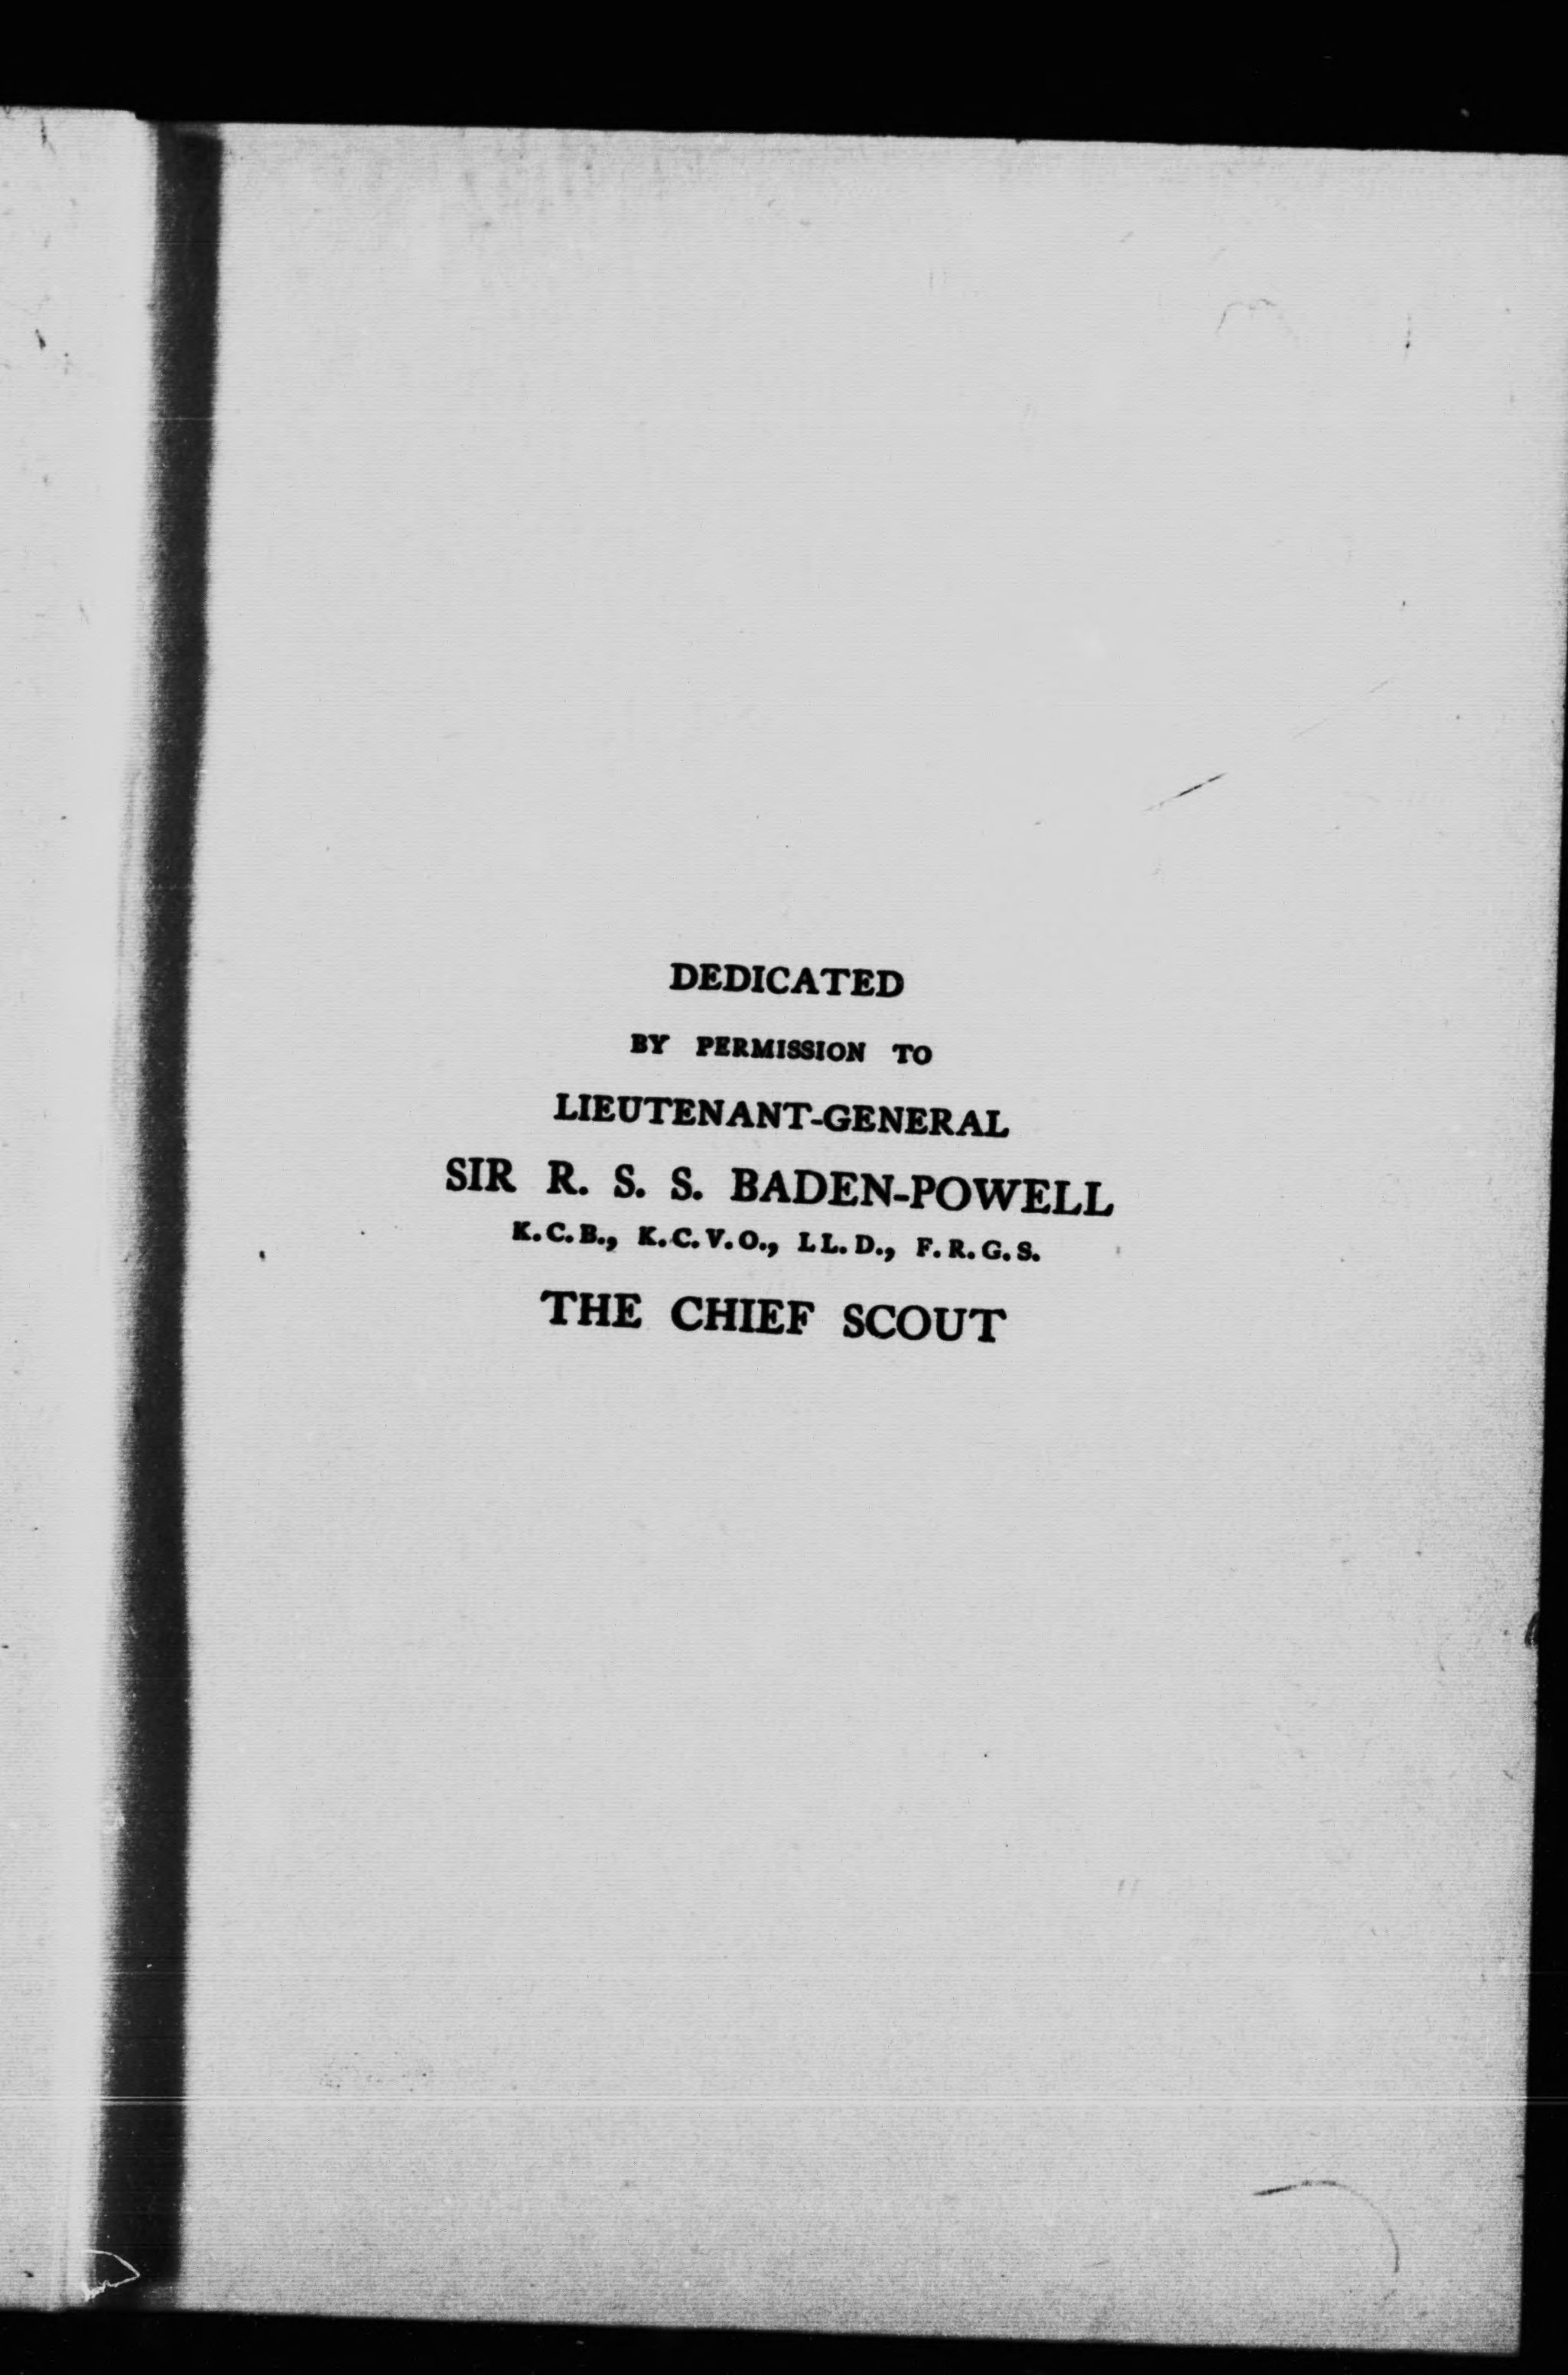 DEDICATED
BY PERMISSION TO
LIEUTENANT-GENERAL
SIR R. S. S. BADEN-POWELL
K.C.B., K.C.V.O., LL.D., F.R.G.S.
THE CHIEF SCOUT